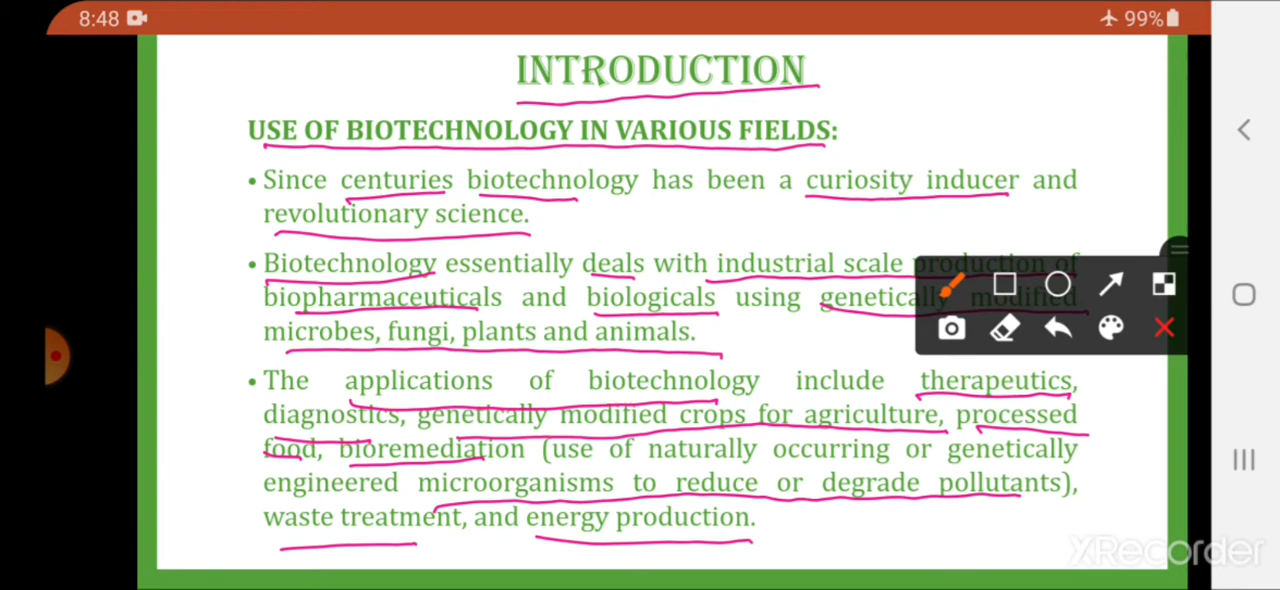 8:48
99%
INTRODUCTION
USE OF BIOTECHNOLOGY IN VARIOUS FIELDS:
• Since centuries biotechnology has been a curiosity inducer and
revolutionary science.
• Biotechnology essentially deals with industrial scale production of
biopharmaceuticals and biologicals using genetically modified
microbes, fungi, plants and animals.
• The applications of biotechnology include therapeutics,
diagnostics, genetically modified crops for agriculture, processed
food, bioremediation (use of naturally occurring or genetically
engineered microorganisms to reduce or degrade pollutants),
waste treatment, and energy production.
XRecorder